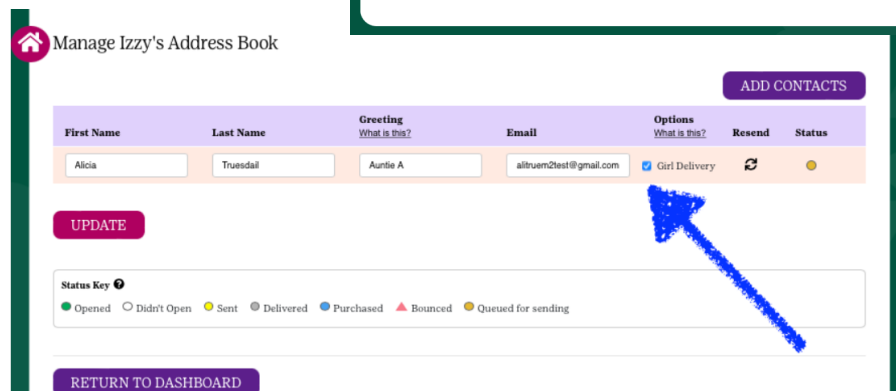 Manage Izzy's Address Book
ADD CONTACTS
First Name Last Name Greeting What is this? Email Options What is this? Resend Status
Alicia Truesdail Auntie A alitruem2test@gmail.com Girl Delivery
UPDATE
Status Key ?
Opened Didn't Open Sent Delivered Purchased Bounced Queued for sending
RETURN TO DASHBOARD